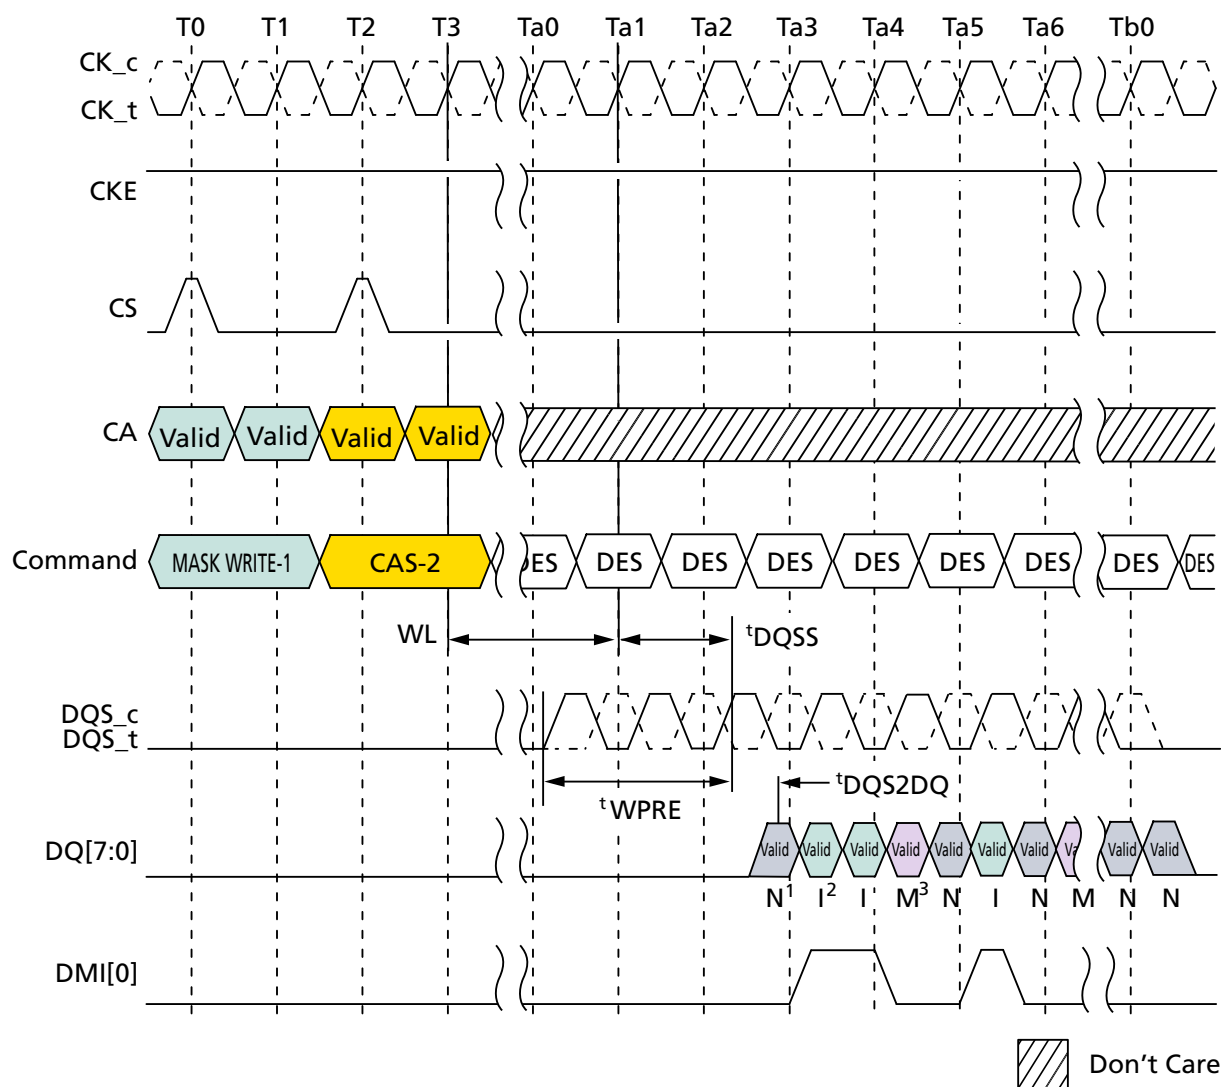 T0 T1 T2 T3 Ta0 Ta1 Ta2 Ta3 Ta4 Ta5 Ta6 Tb0
CK_c
CK_t
CKE
CS
CA Valid Valid Valid Valid
Command MASK WRITE-1 CAS-2 DES DES DES DES DES DES DES DES DES
WL tDQSS
DQS_c
DQS_t
tDQS2DQ
tWPRE
DQ[7:0] Valid Valid Valid Valid Valid Valid Valid Va Valid Valid
N1 I2 I M3 N I N M N N
DMI[0]
Don't Care